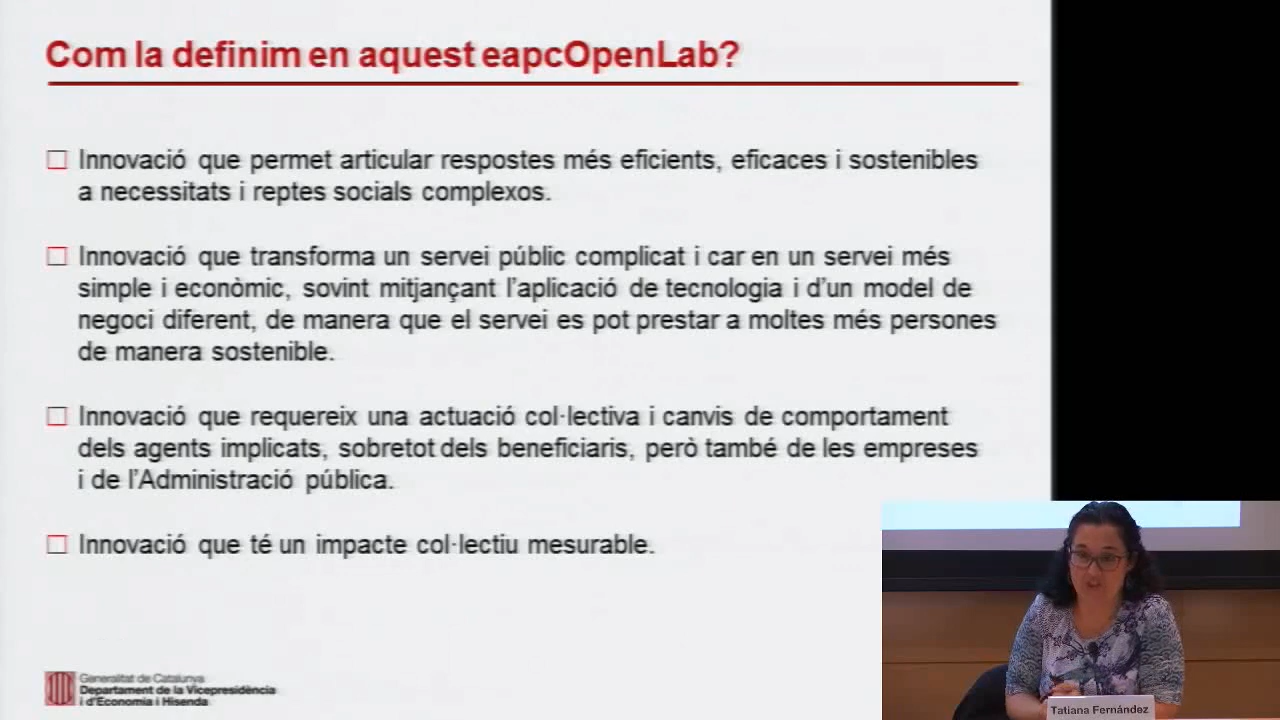 Com la definim en aquest eapcOpenLab?
Innovació que permet articular respostes més eficients, eficaces i sostenibles
a necessitats i reptes socials complexos.
Innovació que transforma un servei públic complicat i car en un servei més
simple i econòmic, sovint mitjançant l'aplicació de tecnologia i d'un model de
negoci diferent, de manera que el servei es pot prestar a moltes més persones
de manera sostenible.
Innovació que requereix una actuació col·lectiva i canvis de comportament
dels agents implicats, sobretot dels beneficiaris, però també de les empreses
i de l'Administració pública.
Innovació que té un impacte col·lectiu mesurable.
Generalitat de Catalunya
Departament de la Vicepresidència
i d'Economia i Hisenda
Tatiana Fernández